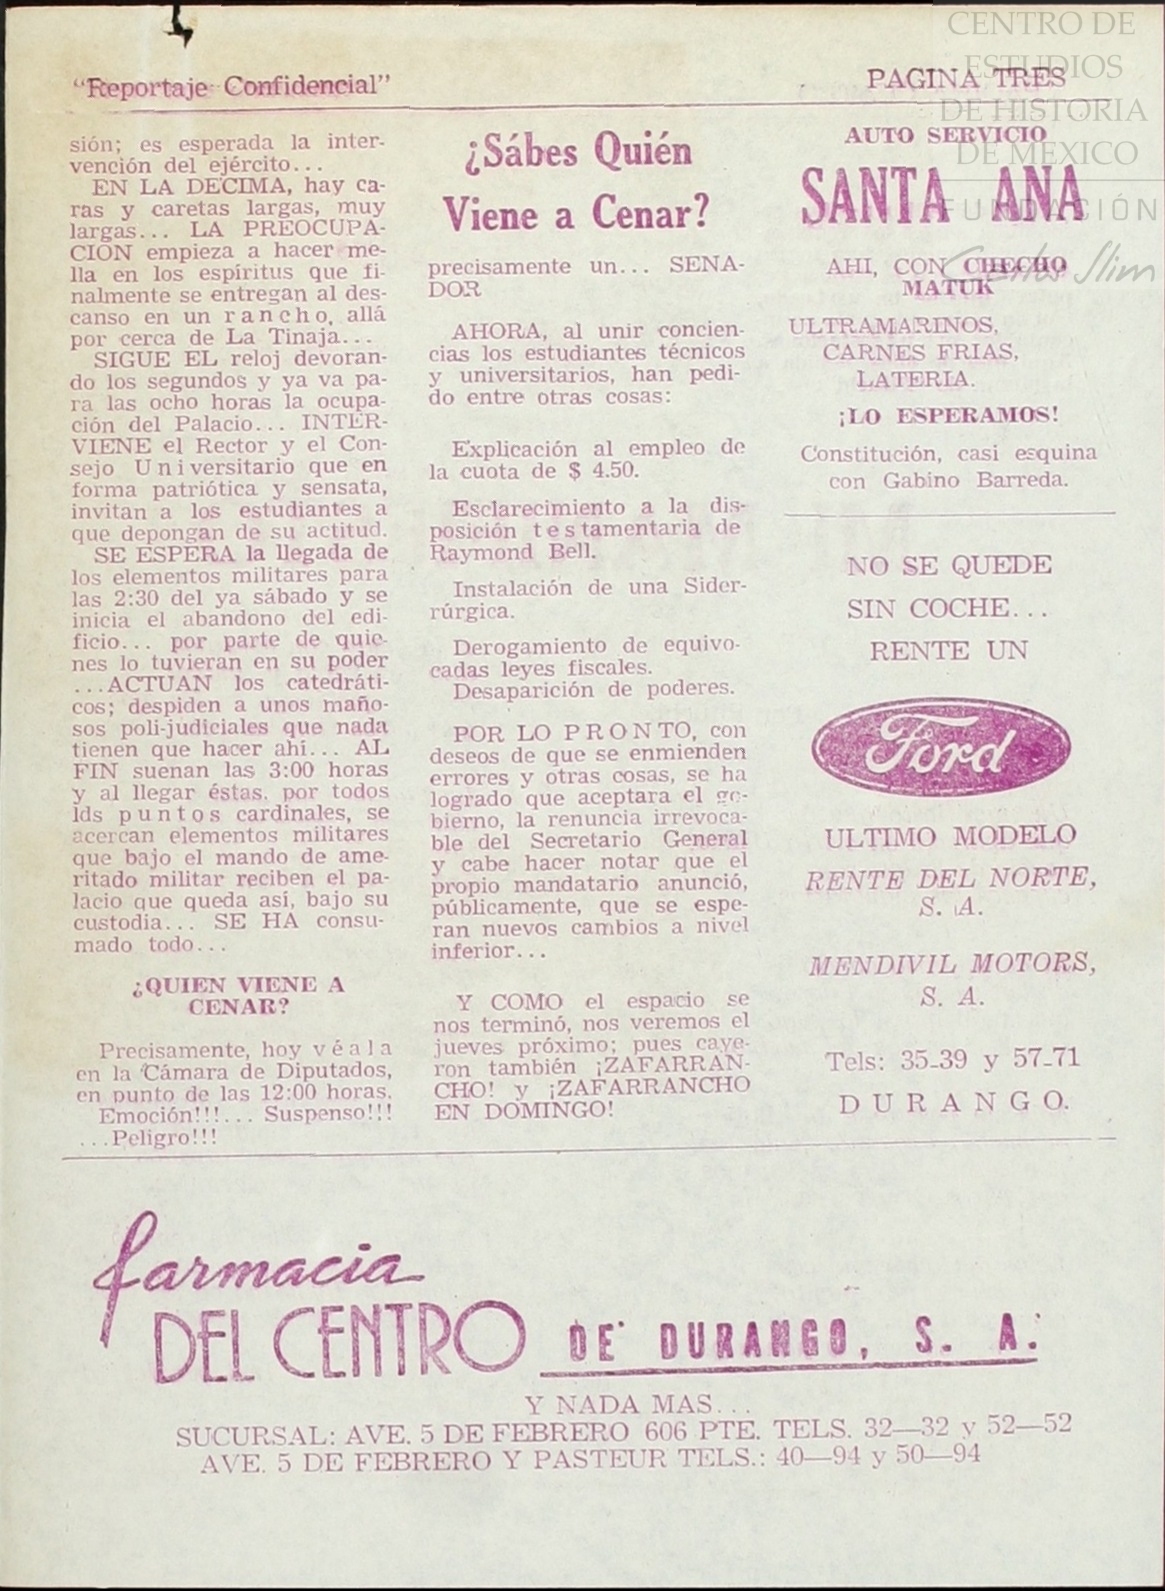 "Reportaje Confidencial"
PAGINA TRES
CENTRO DE
ESTUDIOS
DE HISTORIA
DE MEXICO
FUNDACIÓN
Carlos Slim
sión; es esperada la inter-
vención del ejército...
EN LA DECIMA, hay ca-
ras y caretas largas, muy
largas... LA PREOCUPA-
CION empieza a hacer me-
lla en los espíritus que fi-
nalmente se entregan al des-
canso en un rancho, allá
por cerca de La Tinaja...
SIGUE EL reloj devoran-
do los segundos y ya va pa-
ra las ocho horas la ocupa-
ción del Palacio... INTER-
VIENE el Rector y el Con-
sejo Universitario que en
forma patriótica y sensata,
invitan a los estudiantes a
que depongan de su actitud.
SE ESPERA la llegada de
los elementos militares para
las 2:30 del ya sábado y se
inicia el abandono del edi-
ficio... por parte de quie-
nes lo tuvieran en su poder
...ACTUAN los catedráti-
cos; despiden a unos maño-
sos poli-judiciales que nada
tienen que hacer ahí... AL
FIN suenan las 3:00 horas
y al llegar éstas. por todos
lds puntos cardinales, se
acercan elementos militares
que bajo el mando de ame-
ritado militar reciben el pa-
lacio que queda así, bajo su
custodia... SE HA consu-
mado todo...
¿QUIEN VIENE A
CENAR?
Precisamente, hoy véala
en la Cámara de Diputados,
en punto de las 12:00 horas.
Emoción!!!... Suspenso!!!
...Peligro!!!
¿Sábes Quién
Viene a Cenar?
precisamente un... SENA-
DOR
AHORA, al unir concien-
cias los estudiantes técnicos
y universitarios, han pedi-
do entre otras cosas:
Explicación al empleo de
la cuota de $ 4.50.
Esclarecimiento a la dis-
posición testamentaria de
Raymond Bell.
Instalación de una Sider-
rúrgica.
Derogamiento de equivo-
cadas leyes fiscales.
Desaparición de poderes.
POR LO PRONTO, con
deseos de que se enmienden
errores y otras cosas, se ha
logrado que aceptara el go-
bierno, la renuncia irrevoca-
ble del Secretario General
y cabe hacer notar que el
propio mandatario anunció,
públicamente, que se espe-
ran nuevos cambios a nivel
inferior...
Y COMO el espacio se
nos terminó, nos veremos el
jueves próximo; pues caye-
ron también ¡ZAFARRAN-
CHO! y ¡ZAFARRANCHO
EN DOMINGO!
AUTO SERVICIO
SANTA ANA
AHI, CON CHECHO
MATUK
ULTRAMARINOS,
CARNES FRIAS,
LATERIA.
¡LO ESPERAMOS!
Constitución, casi esquina
con Gabino Barreda.
NO SE QUEDE
SIN COCHE...
RENTE UN
Ford
ULTIMO MODELO
RENTE DEL NORTE,
S. A.
MENDIVIL MOTORS,
S. A.
Tels: 35-39 y 57-71
DURANGO.
farmacia
DEL CENTRO DE DURANGO, S. A.
Y NADA MAS...
SUCURSAL: AVE. 5 DE FEBRERO 606 PTE. TELS. 32—32 y 52—52
AVE. 5 DE FEBRERO Y PASTEUR TELS.: 40—94 y 50—94